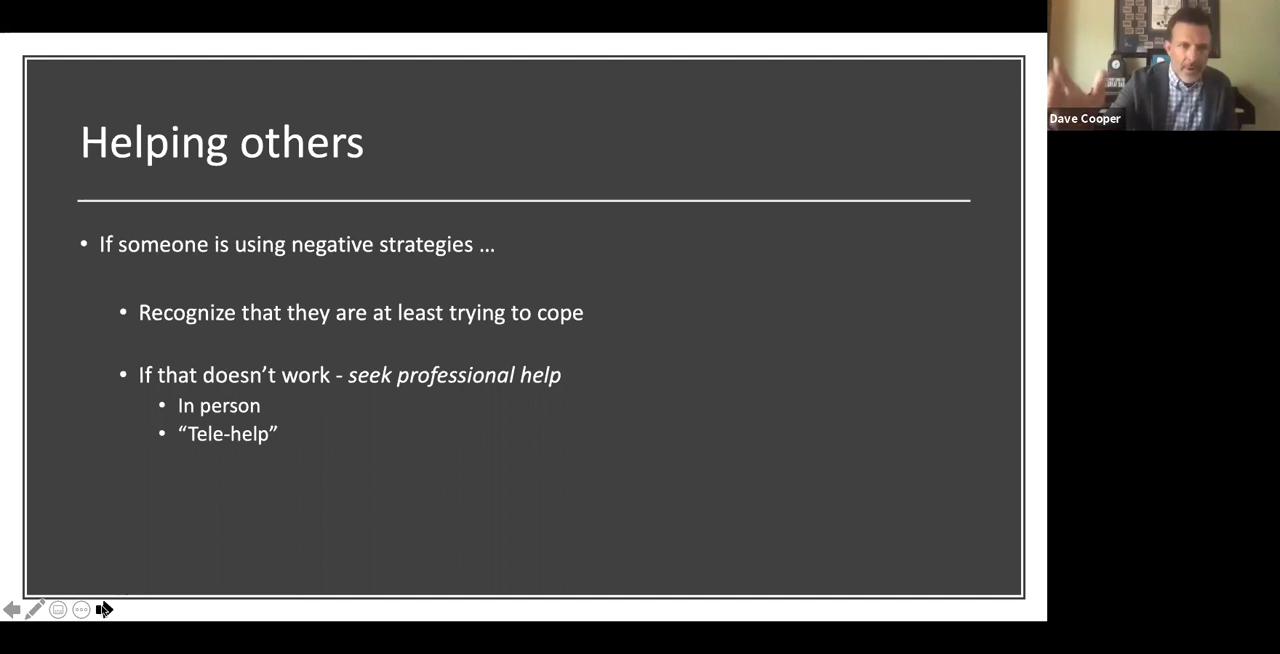 Helping others
• If someone is using negative strategies ...
• Recognize that they are at least trying to cope
• If that doesn’t work - seek professional help
• In person
• “Tele-help”
Dave Cooper